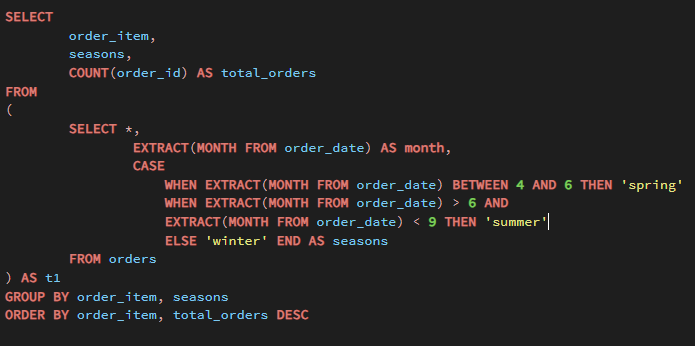 SELECT
order_item,
seasons,
COUNT(order_id) AS total_orders
FROM
(
SELECT *,
EXTRACT(MONTH FROM order_date) AS month,
CASE
WHEN EXTRACT(MONTH FROM order_date) BETWEEN 4 AND 6 THEN 'spring'
WHEN EXTRACT(MONTH FROM order_date) > 6 AND
EXTRACT(MONTH FROM order_date) < 9 THEN 'summer'
ELSE 'winter' END AS seasons
FROM orders
) AS t1
GROUP BY order_item, seasons
ORDER BY order_item, total_orders DESC